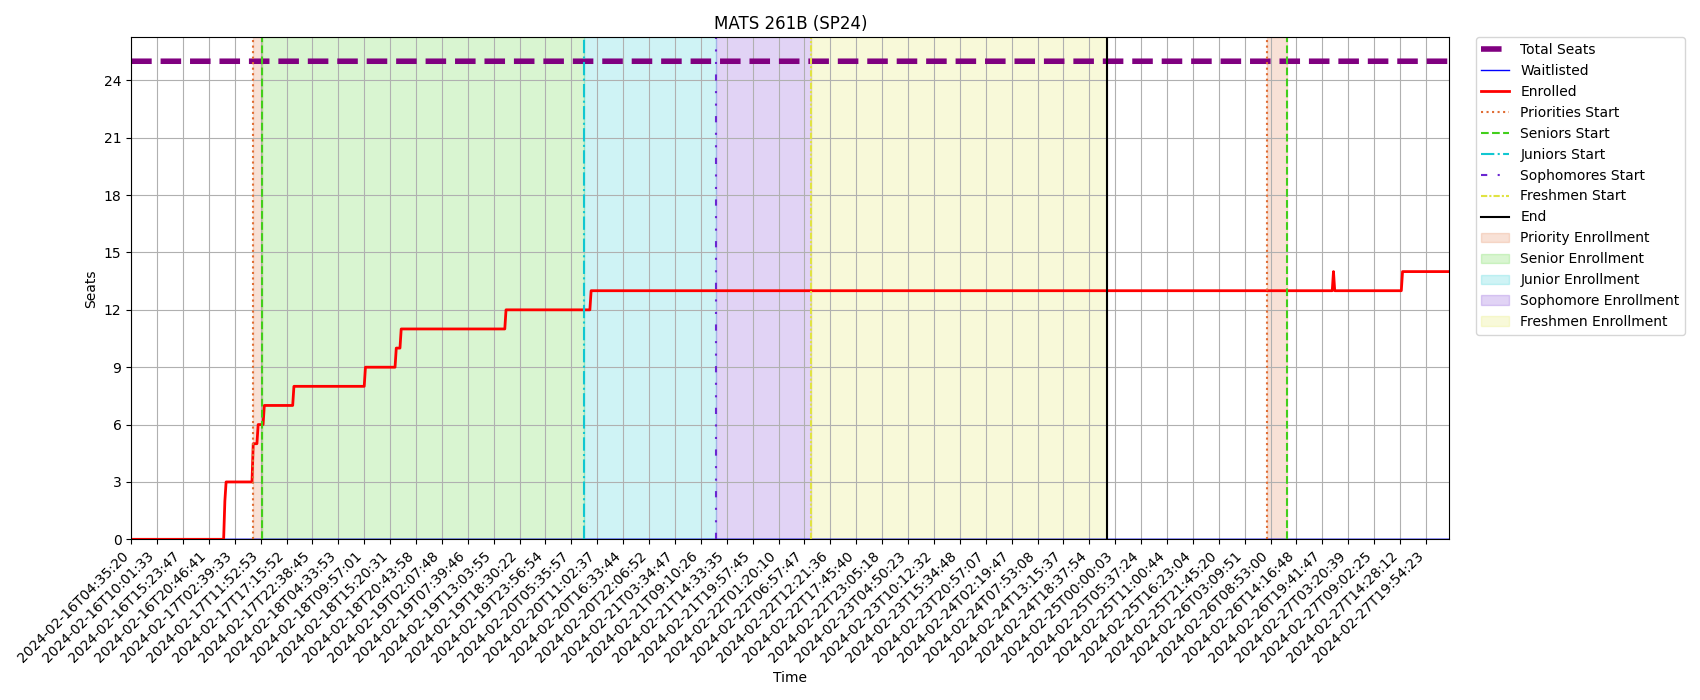 MATS 261B (SP24)
Total Seats
Waitlisted
Enrolled
Priorities Start
Seniors Start
Juniors Start
Sophomores Start
Freshmen Start
End
Priority Enrollment
Senior Enrollment
Junior Enrollment
Sophomore Enrollment
Freshmen Enrollment
Seats
24
21
18
15
12
9
6
3
0
2024-02-16T04:35:20
2024-02-16T10:01:33
2024-02-16T15:23:47
2024-02-16T20:46:41
2024-02-17T02:39:33
2024-02-17T11:52:53
2024-02-17T17:15:52
2024-02-17T22:38:45
2024-02-18T04:33:53
2024-02-18T09:57:01
2024-02-18T15:20:31
2024-02-18T20:43:58
2024-02-19T02:07:48
2024-02-19T07:39:46
2024-02-19T13:03:55
2024-02-19T18:30:22
2024-02-19T23:56:54
2024-02-20T05:35:57
2024-02-20T11:02:37
2024-02-20T16:33:44
2024-02-20T22:06:52
2024-02-21T03:34:47
2024-02-21T09:10:26
2024-02-21T14:33:35
2024-02-21T19:57:45
2024-02-22T01:20:10
2024-02-22T06:57:47
2024-02-22T12:21:36
2024-02-22T17:45:40
2024-02-22T23:05:18
2024-02-23T04:50:23
2024-02-23T10:12:32
2024-02-23T15:34:48
2024-02-23T20:57:07
2024-02-24T02:19:47
2024-02-24T07:53:08
2024-02-24T13:15:37
2024-02-24T18:37:54
2024-02-25T00:00:03
2024-02-25T05:37:24
2024-02-25T11:00:44
2024-02-25T16:23:04
2024-02-25T21:45:20
2024-02-26T03:09:51
2024-02-26T08:53:00
2024-02-26T14:16:48
2024-02-26T19:41:47
2024-02-27T03:20:39
2024-02-27T09:02:25
2024-02-27T14:28:12
2024-02-27T19:54:23
Time